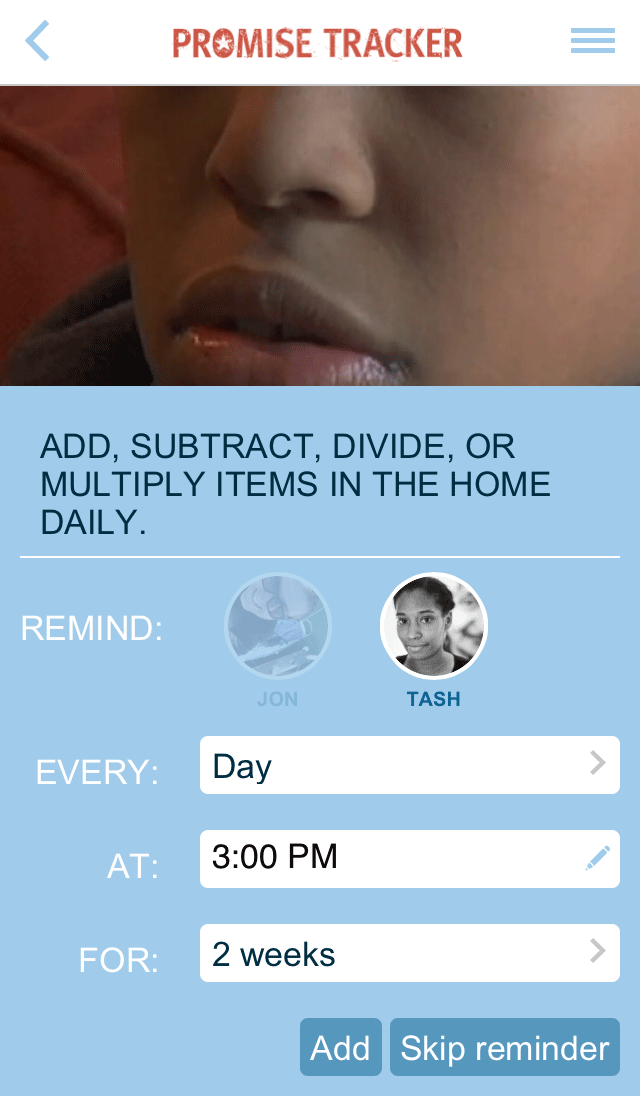 PROMISE TRACKER
ADD, SUBTRACT, DIVIDE, OR
MULTIPLY ITEMS IN THE HOME
DAILY.
REMIND:
JON
TASH
EVERY:
Day
AT:
3:00 PM
FOR:
2 weeks
Add
Skip reminder